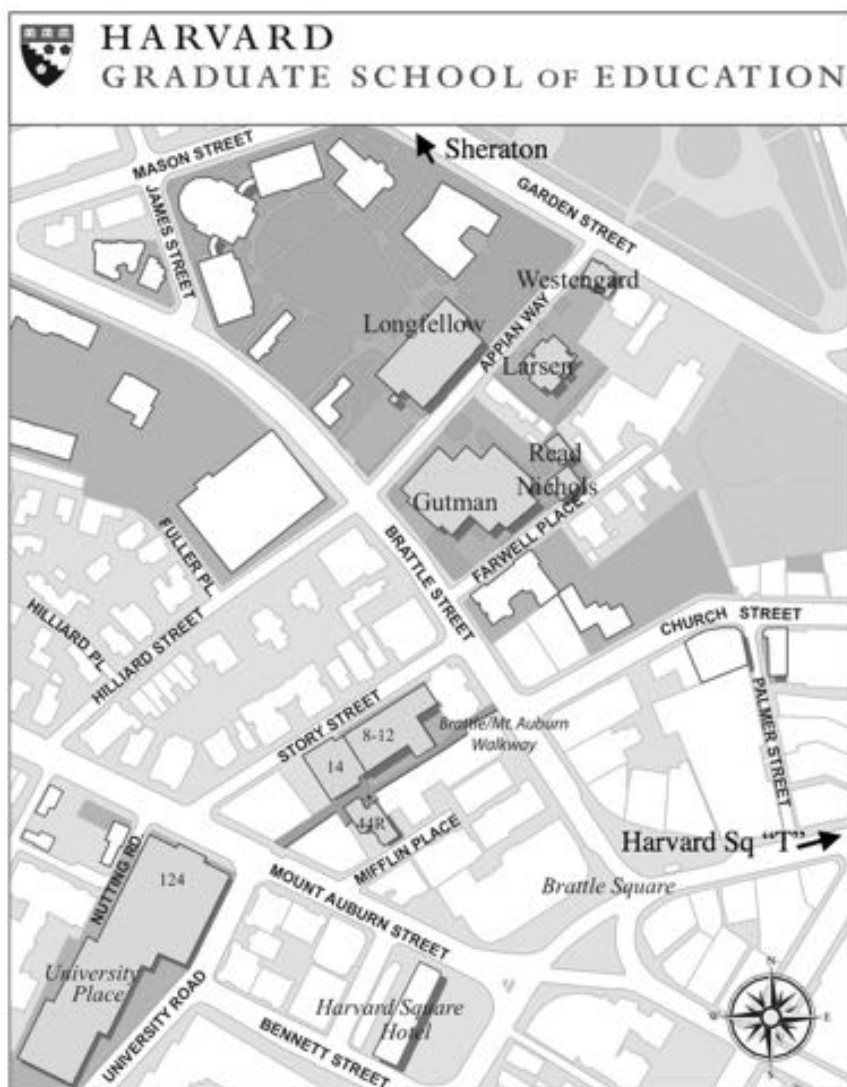 HARVARD
GRADUATE SCHOOL OF EDUCATION
MASON STREET
Sheraton
JAMES STREET
GARDEN STREET
Westengard
Longfellow
APPIAN WAY
Larsen
Read
Nichols
Gutman
FARWELL PLACE
FULLER PL
BRATTLE STREET
HILLIARD PL
HILLIARD STREET
CHURCH STREET
STORY STREET
PALMER STREET
Brattle/Mt. Auburn
Walkway
8-12
14
44R
MIFFLIN PLACE
Harvard Sq "T"
NUTTING RD
124
MOUNT AUBURN STREET
Brattle Square
University
Place
UNIVERSITY ROAD
Harvard Square
Hotel
BENNETT STREET
N
E
S